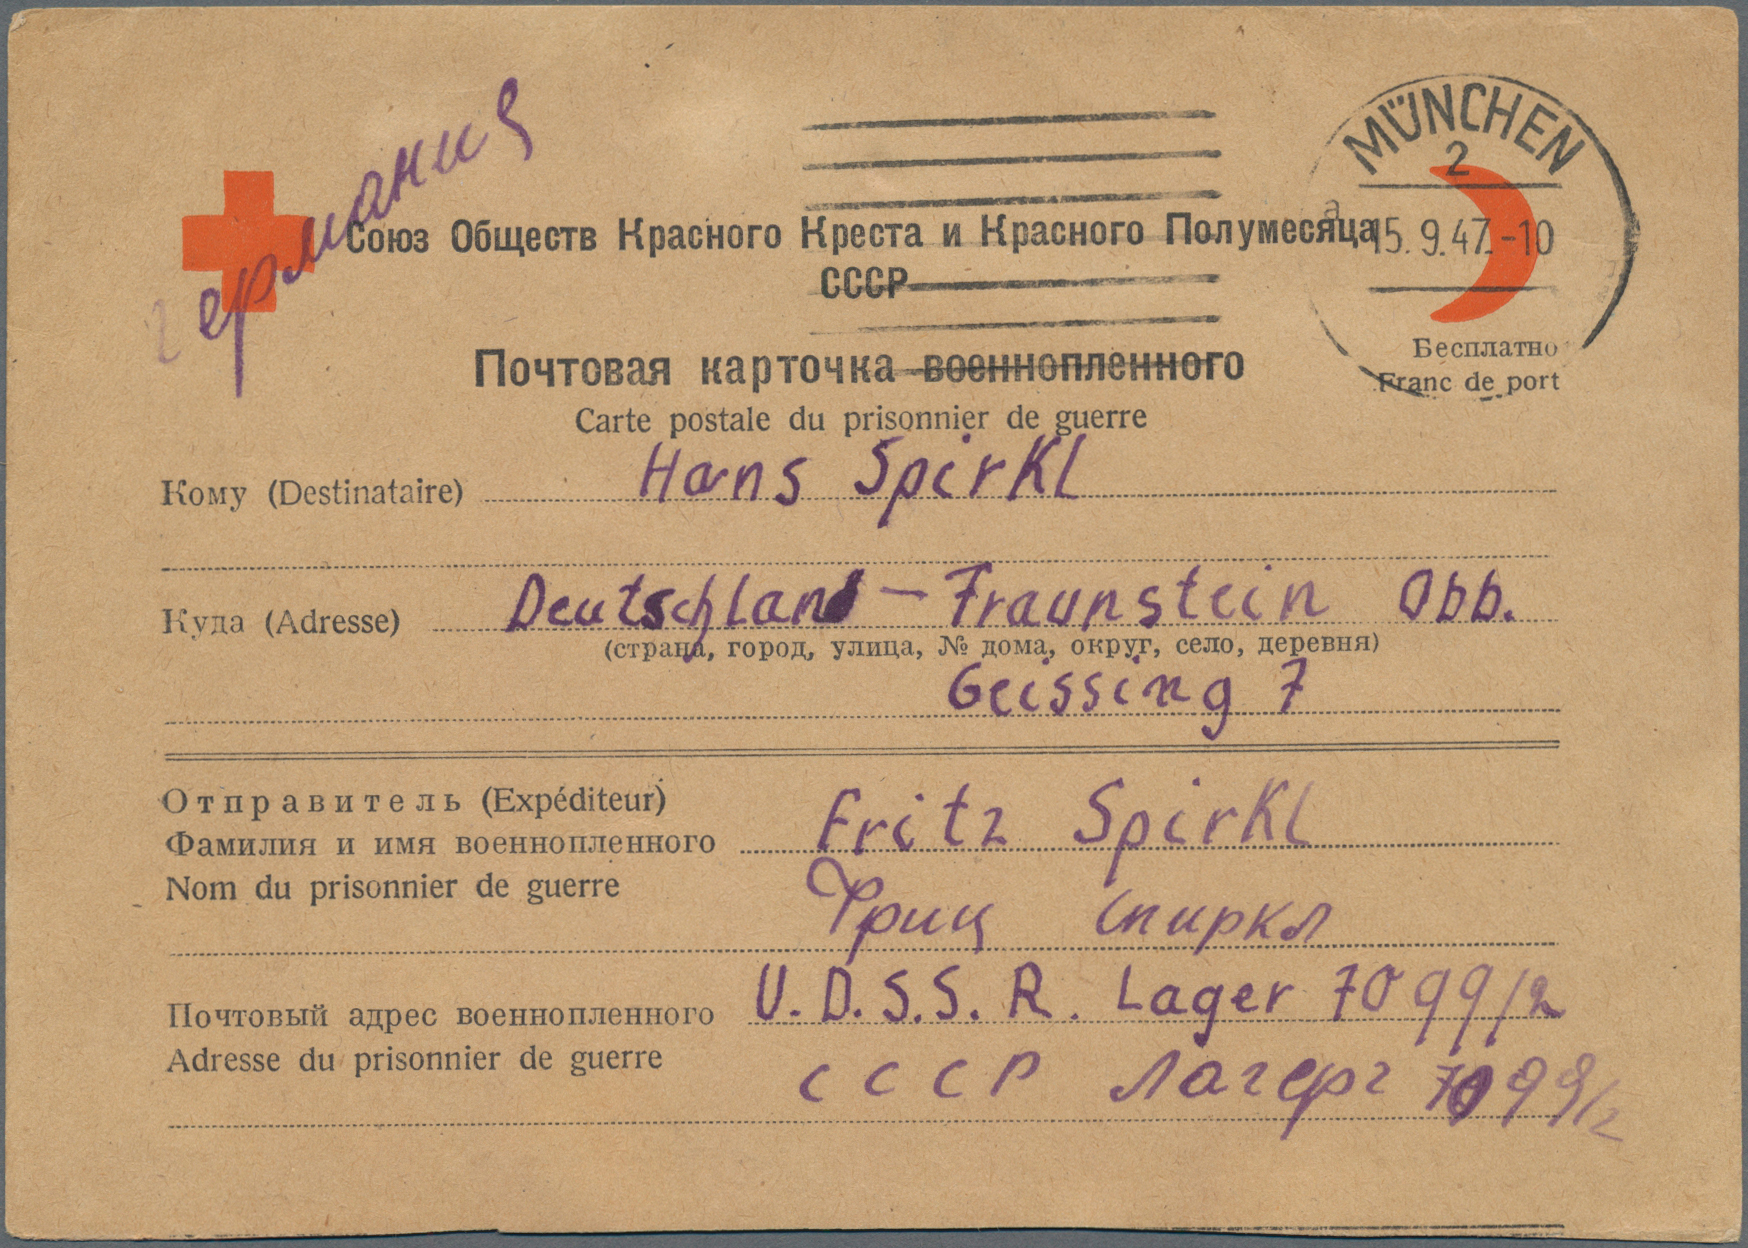 Германия
MÜNCHEN
2
a 15.9.47.-10
Союз Обществ Красного Креста и Красного Полумесяца
СССР
Бесплатно
Franc de port
Почтовая карточка военнопленного
Carte postale du prisonnier de guerre
Кому (Destinataire) Hans Spirkl
Куда (Adresse) Deutschland - Traunstein Obb.
(страна, город, улица, № дома, округ, село, деревня)
Geissing 7
Отправитель (Expéditeur)
Фамилия и имя военнопленного Fritz Spirkl
Nom du prisonnier de guerre
Фриц Спиркл
Почтовый адрес военнопленного U.D.S.S.R. Lager 7099/2
Adresse du prisonnier de guerre
СССР Лагерг 7099/2